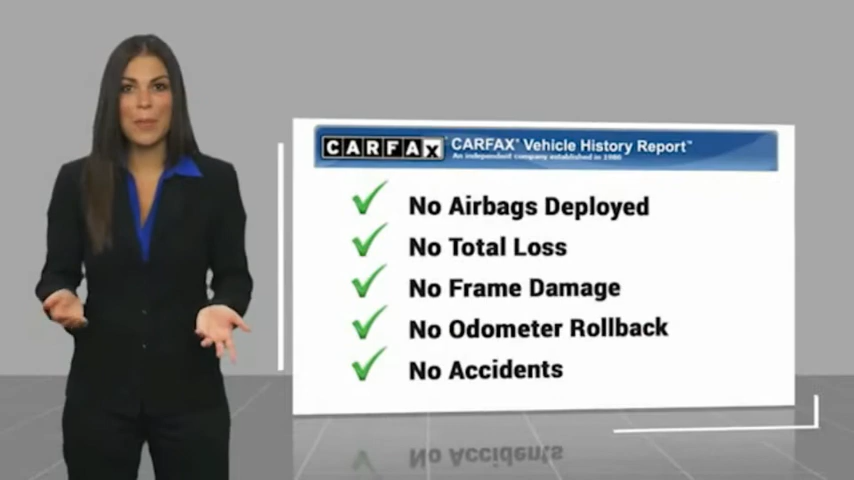 CARFAX CARFAX® Vehicle History Report™
An independent company established in 1986
No Airbags Deployed
No Total Loss
No Frame Damage
No Odometer Rollback
No Accidents
No Accidents